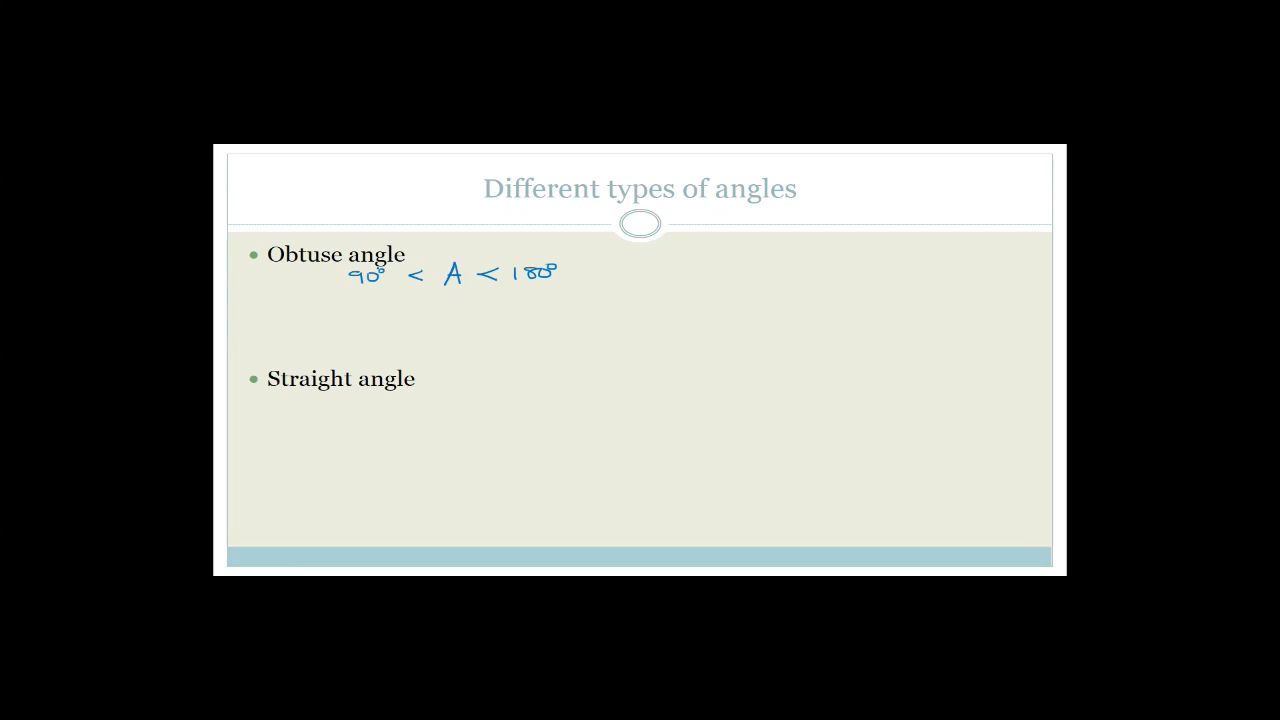 Different types of angles
• Obtuse angle
90° < A < 180°
• Straight angle